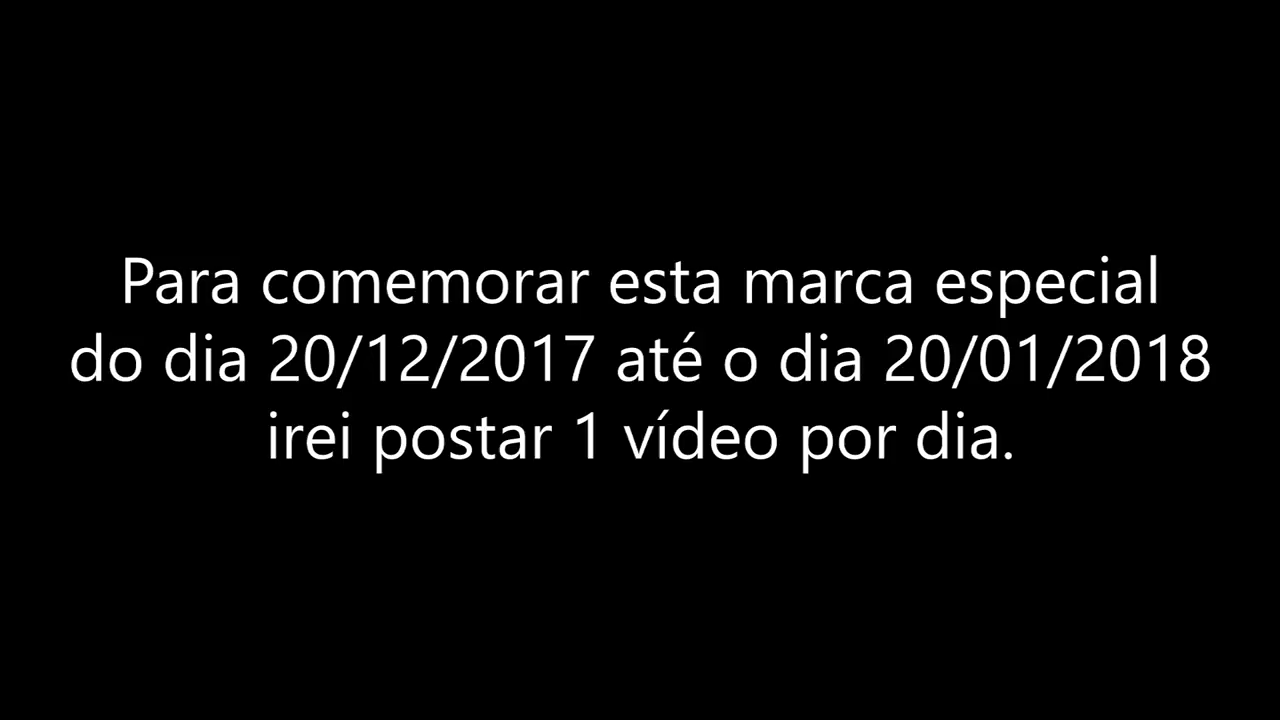 Para comemorar esta marca especial
do dia 20/12/2017 até o dia 20/01/2018
irei postar 1 vídeo por dia.